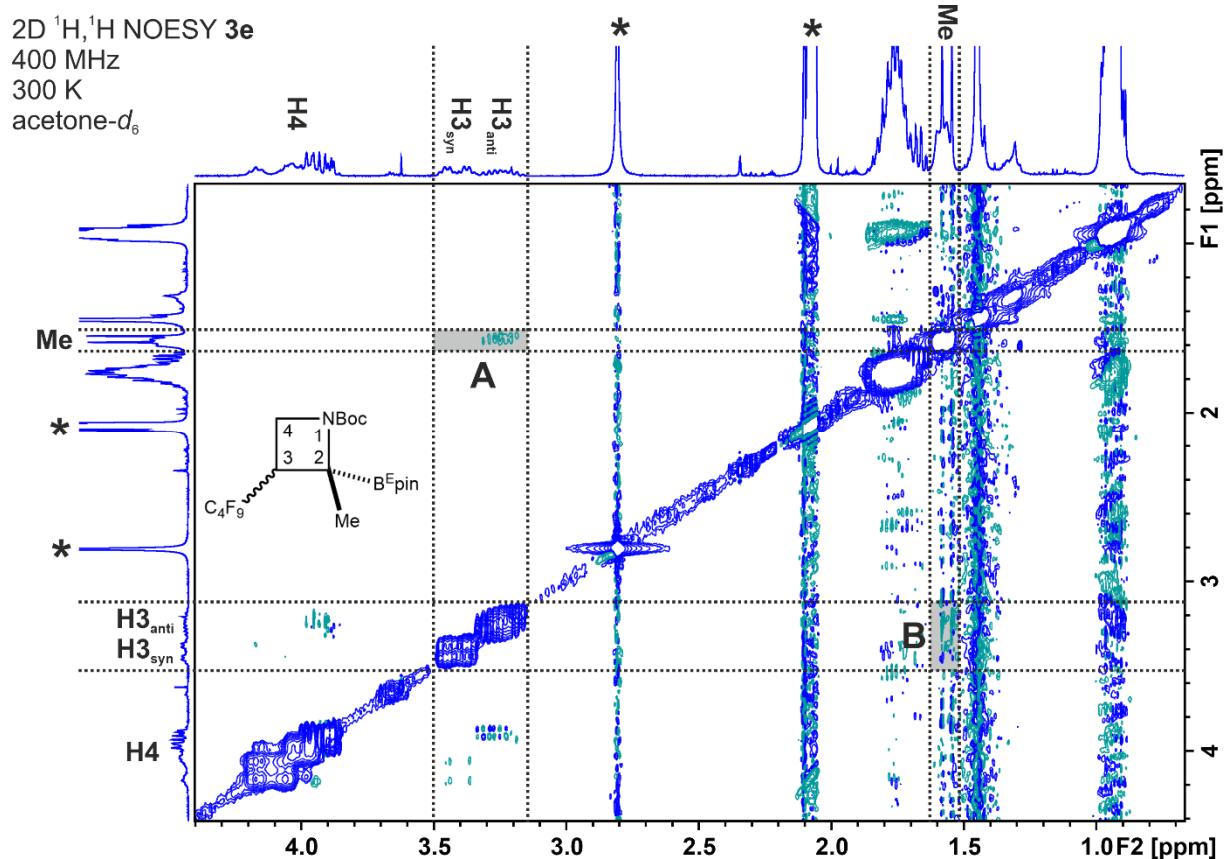 2D ¹H,¹H NOESY 3e
400 MHz
300 K
acetone-d₆
H4
H3syn
H3anti
*
*
Me
F1 [ppm]
1.0
2
3
4
Me
*
*
H3anti
H3syn
H4
A
B
4
NBoc
1
3
2
C₄F₉
BᴱPin
Me
4.0 3.5 3.0 2.5 2.0 1.5 1.0 F2 [ppm]